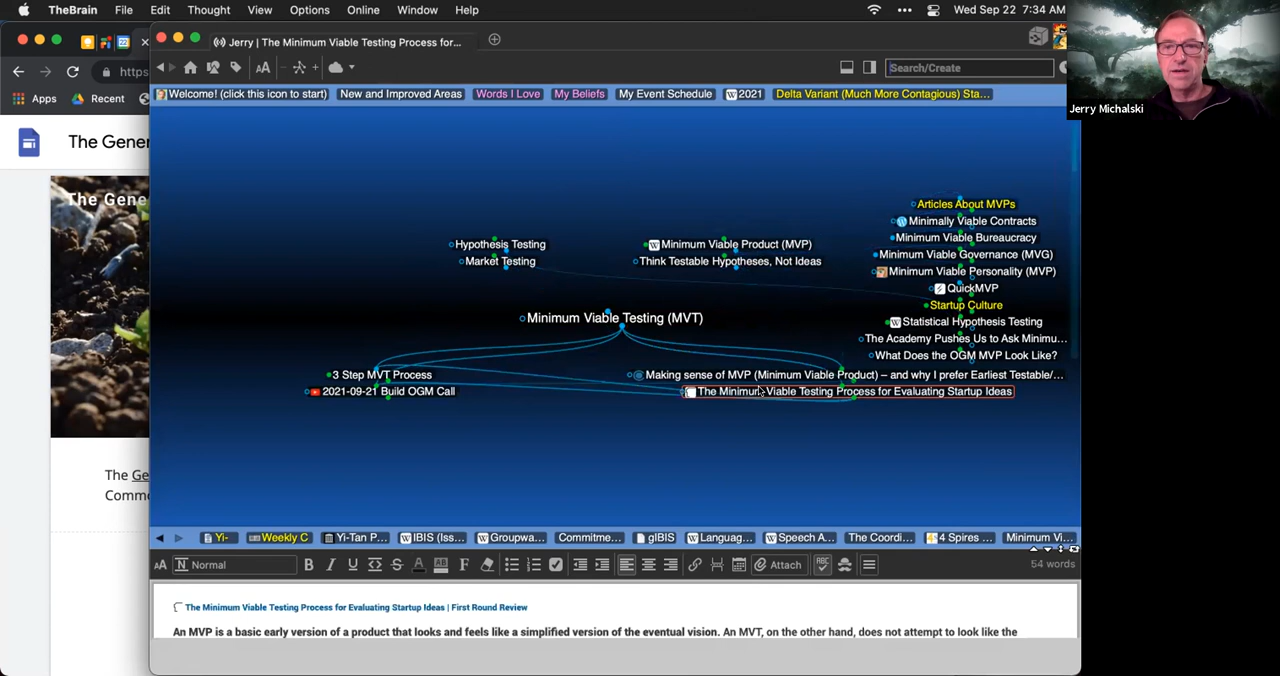 TheBrain File Edit Thought View Options Online Window Help Wed Sep 22 7:34 AM
Jerry | The Minimum Viable Testing Process for...
https
AA
Search/Create
Apps Recent
Welcome! (click this icon to start) New and Improved Areas Words I Love My Beliefs My Event Schedule 2021 Delta Variant (Much More Contagious) Sta...
Jerry Michalski
The Gener
The Gene
Articles About MVPs
Minimally Viable Contracts
Minimum Viable Bureaucracy
Minimum Viable Governance (MVG)
Minimum Viable Personality (MVP)
QuickMVP
Startup Culture
Statistical Hypothesis Testing
The Academy Pushes Us to Ask Minimu...
What Does the OGM MVP Look Like?
Hypothesis Testing
Market Testing
Minimum Viable Product (MVP)
Think Testable Hypotheses, Not Ideas
Minimum Viable Testing (MVT)
3 Step MVT Process
2021-09-21 Build OGM Call
Making sense of MVP (Minimum Viable Product) – and why I prefer Earliest Testable/...
The Minimum Viable Testing Process for Evaluating Startup Ideas
The Ge
Commo
Yi- Weekly C Yi-Tan P... IBIS (Iss... Groupwa... Commitme... gIBIS Languag... Speech A... The Coordi... 4 Spires ... Minimum Vi...
AA Normal B I U S A AB F Attach ABC 54 words
The Minimum Viable Testing Process for Evaluating Startup Ideas | First Round Review
An MVP is a basic early version of a product that looks and feels like a simplified version of the eventual vision. An MVT, on the other hand, does not attempt to look like the